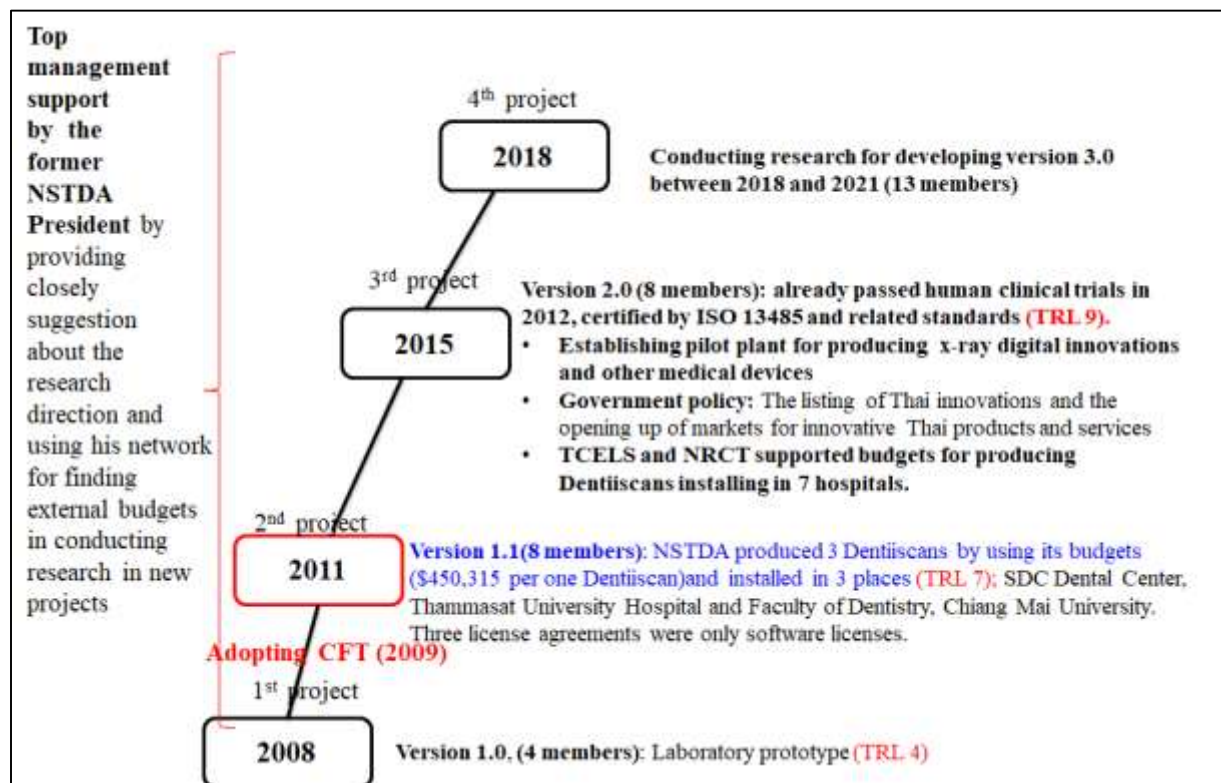 Top
management
support
by the
former
NSTDA
President by
providing
closely
suggestion
about the
research
direction and
using his network
for finding
external budgets
in conducting
research in new
projects
4th project
2018
Conducting research for developing version 3.0
between 2018 and 2021 (13 members)
3rd project
2015
Version 2.0 (8 members): already passed human clinical trials in
2012, certified by ISO 13485 and related standards (TRL 9).
• Establishing pilot plant for producing x-ray digital innovations
and other medical devices
• Government policy: The listing of Thai innovations and the
opening up of markets for innovative Thai products and services
• TCELS and NRCT supported budgets for producing
Dentiiscans installing in 7 hospitals.
2nd project
2011
Version 1.1(8 members): NSTDA produced 3 Dentiiscans by using its budgets
($450,315 per one Dentiiscan)and installed in 3 places (TRL 7); SDC Dental Center,
Thammasat University Hospital and Faculty of Dentistry, Chiang Mai University.
Three license agreements were only software licenses.
Adopting CFT (2009)
1st project
2008
Version 1.0, (4 members): Laboratory prototype (TRL 4)